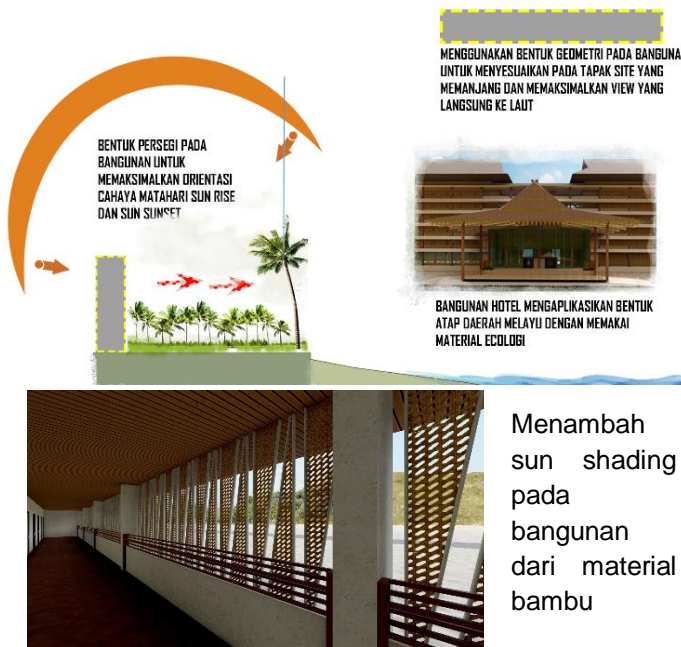 MENGGUNAKAN BENTUK GEOMETRI PADA BANGUNA
UNTUK MENYESUAIKAN PADA TAPAK SITE YANG
MEMANJANG DAN MEMAKSIMALKAN VIEW YANG
LANGSUNG KE LAUT
BENTUK PERSEGI PADA
BANGUNAN UNTUK
MEMAKSIMALKAN ORIENTASI
CAHAYA MATAHARI SUN RISE
DAN SUN SUNSET
BANGUNAN HOTEL MENGAPLIKASIKAN BENTUK
ATAP DAERAH MELAYU DENGAN MEMAKAI
MATERIAL ECOLOGI
Menambah
sun shading
pada
bangunan
dari material
bambu